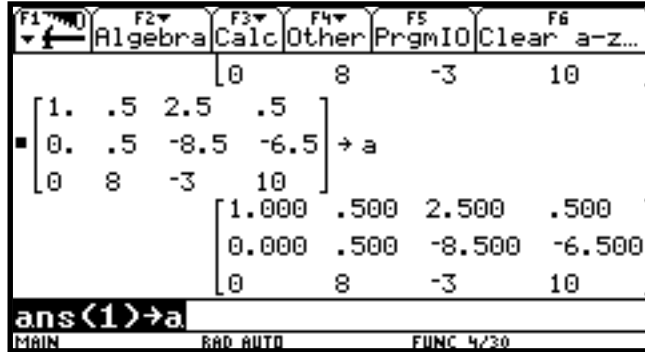 F1 F2 F3 F4 F5 F6
Algebra Calc Other PrgmIO Clear a-z…
0 8 -3 10
1. .5 2.5 .5
0. .5 -8.5 -6.5 → a
0 8 -3 10
1.000 .500 2.500 .500
0.000 .500 -8.500 -6.500
0 8 -3 10
ans(1)→a
MAIN RAD AUTO FUNC 4/30